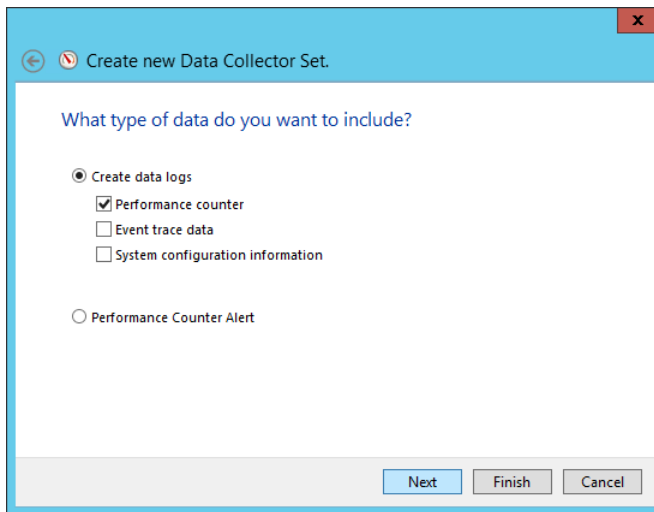 x
Create new Data Collector Set.
What type of data do you want to include?
Create data logs
Performance counter
Event trace data
System configuration information
Performance Counter Alert
Next Finish Cancel